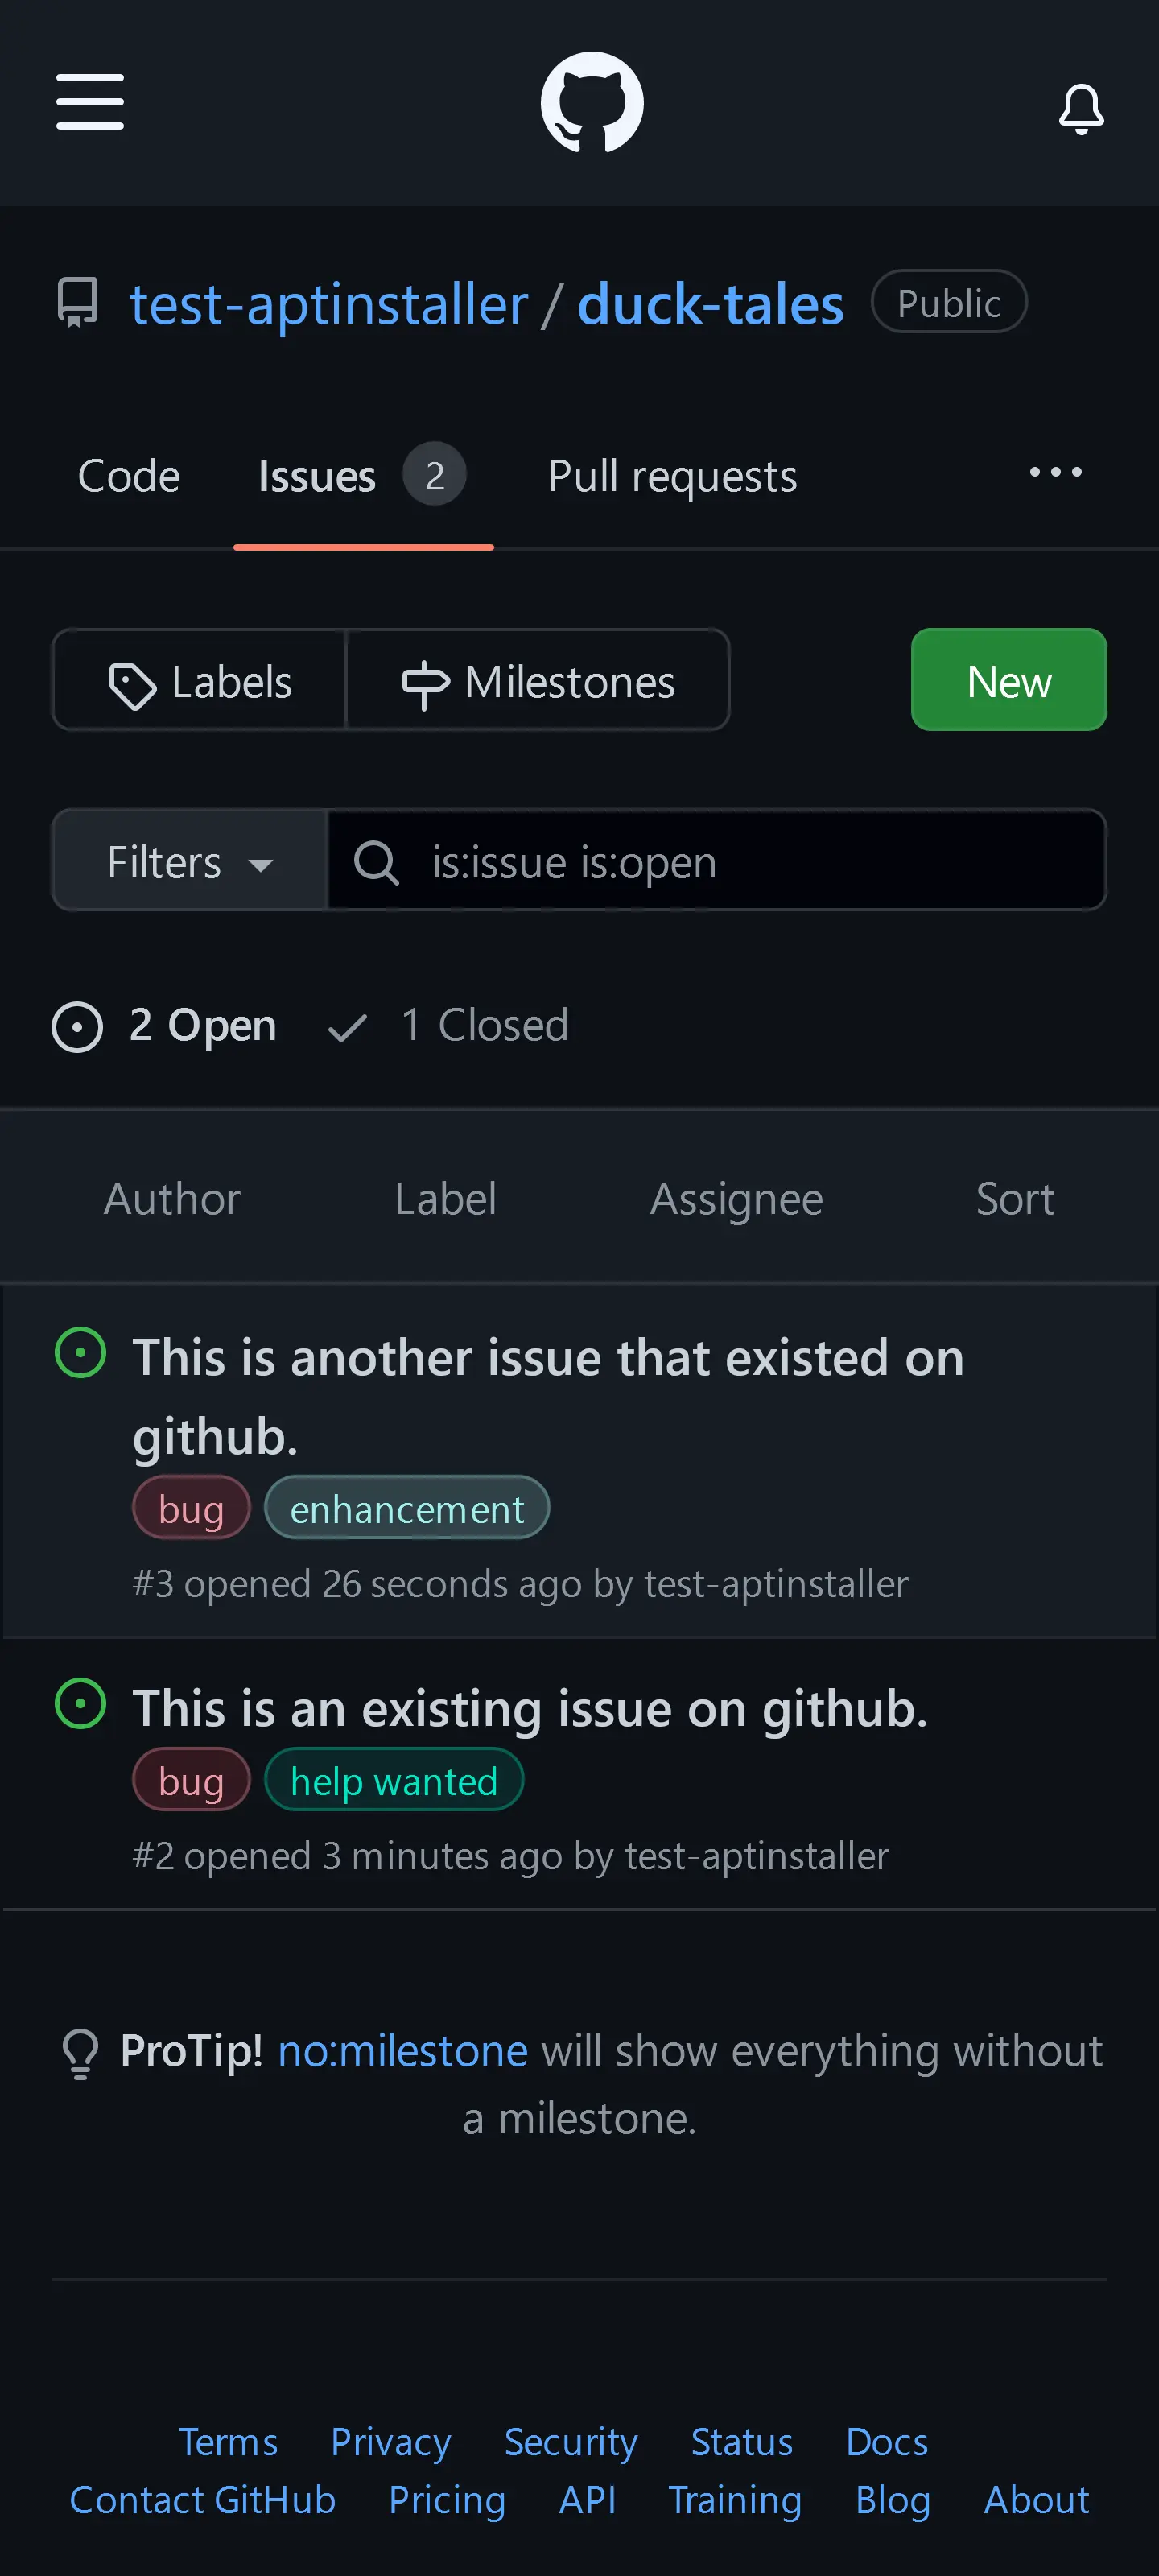 test-aptinstaller / duck-tales Public
Code Issues 2 Pull requests ...
Labels Milestones New
Filters is:issue is:open
2 Open 1 Closed
Author Label Assignee Sort
This is another issue that existed on
github.
bug enhancement
#3 opened 26 seconds ago by test-aptinstaller
This is an existing issue on github.
bug help wanted
#2 opened 3 minutes ago by test-aptinstaller
ProTip! no:milestone will show everything without
a milestone.
Terms Privacy Security Status Docs
Contact GitHub Pricing API Training Blog About